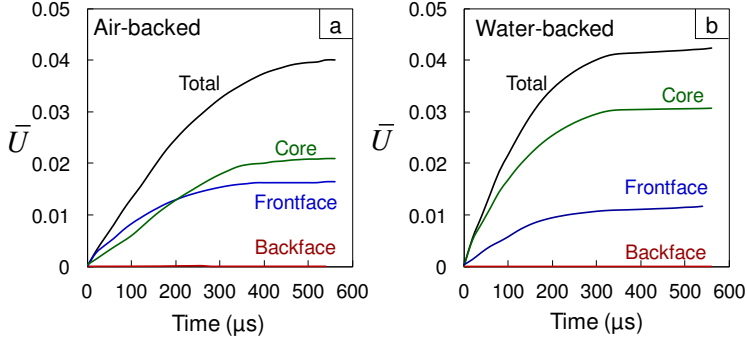 Air-backed
a
0.05
0.04
0.03
0.02
0.01
0
Ū
Total
Core
Frontface
Backface
0 100 200 300 400 500 600
Time (μs)
Water-backed
b
0.05
0.04
0.03
0.02
0.01
0
Ū
Total
Core
Frontface
Backface
0 100 200 300 400 500 600
Time (μs)